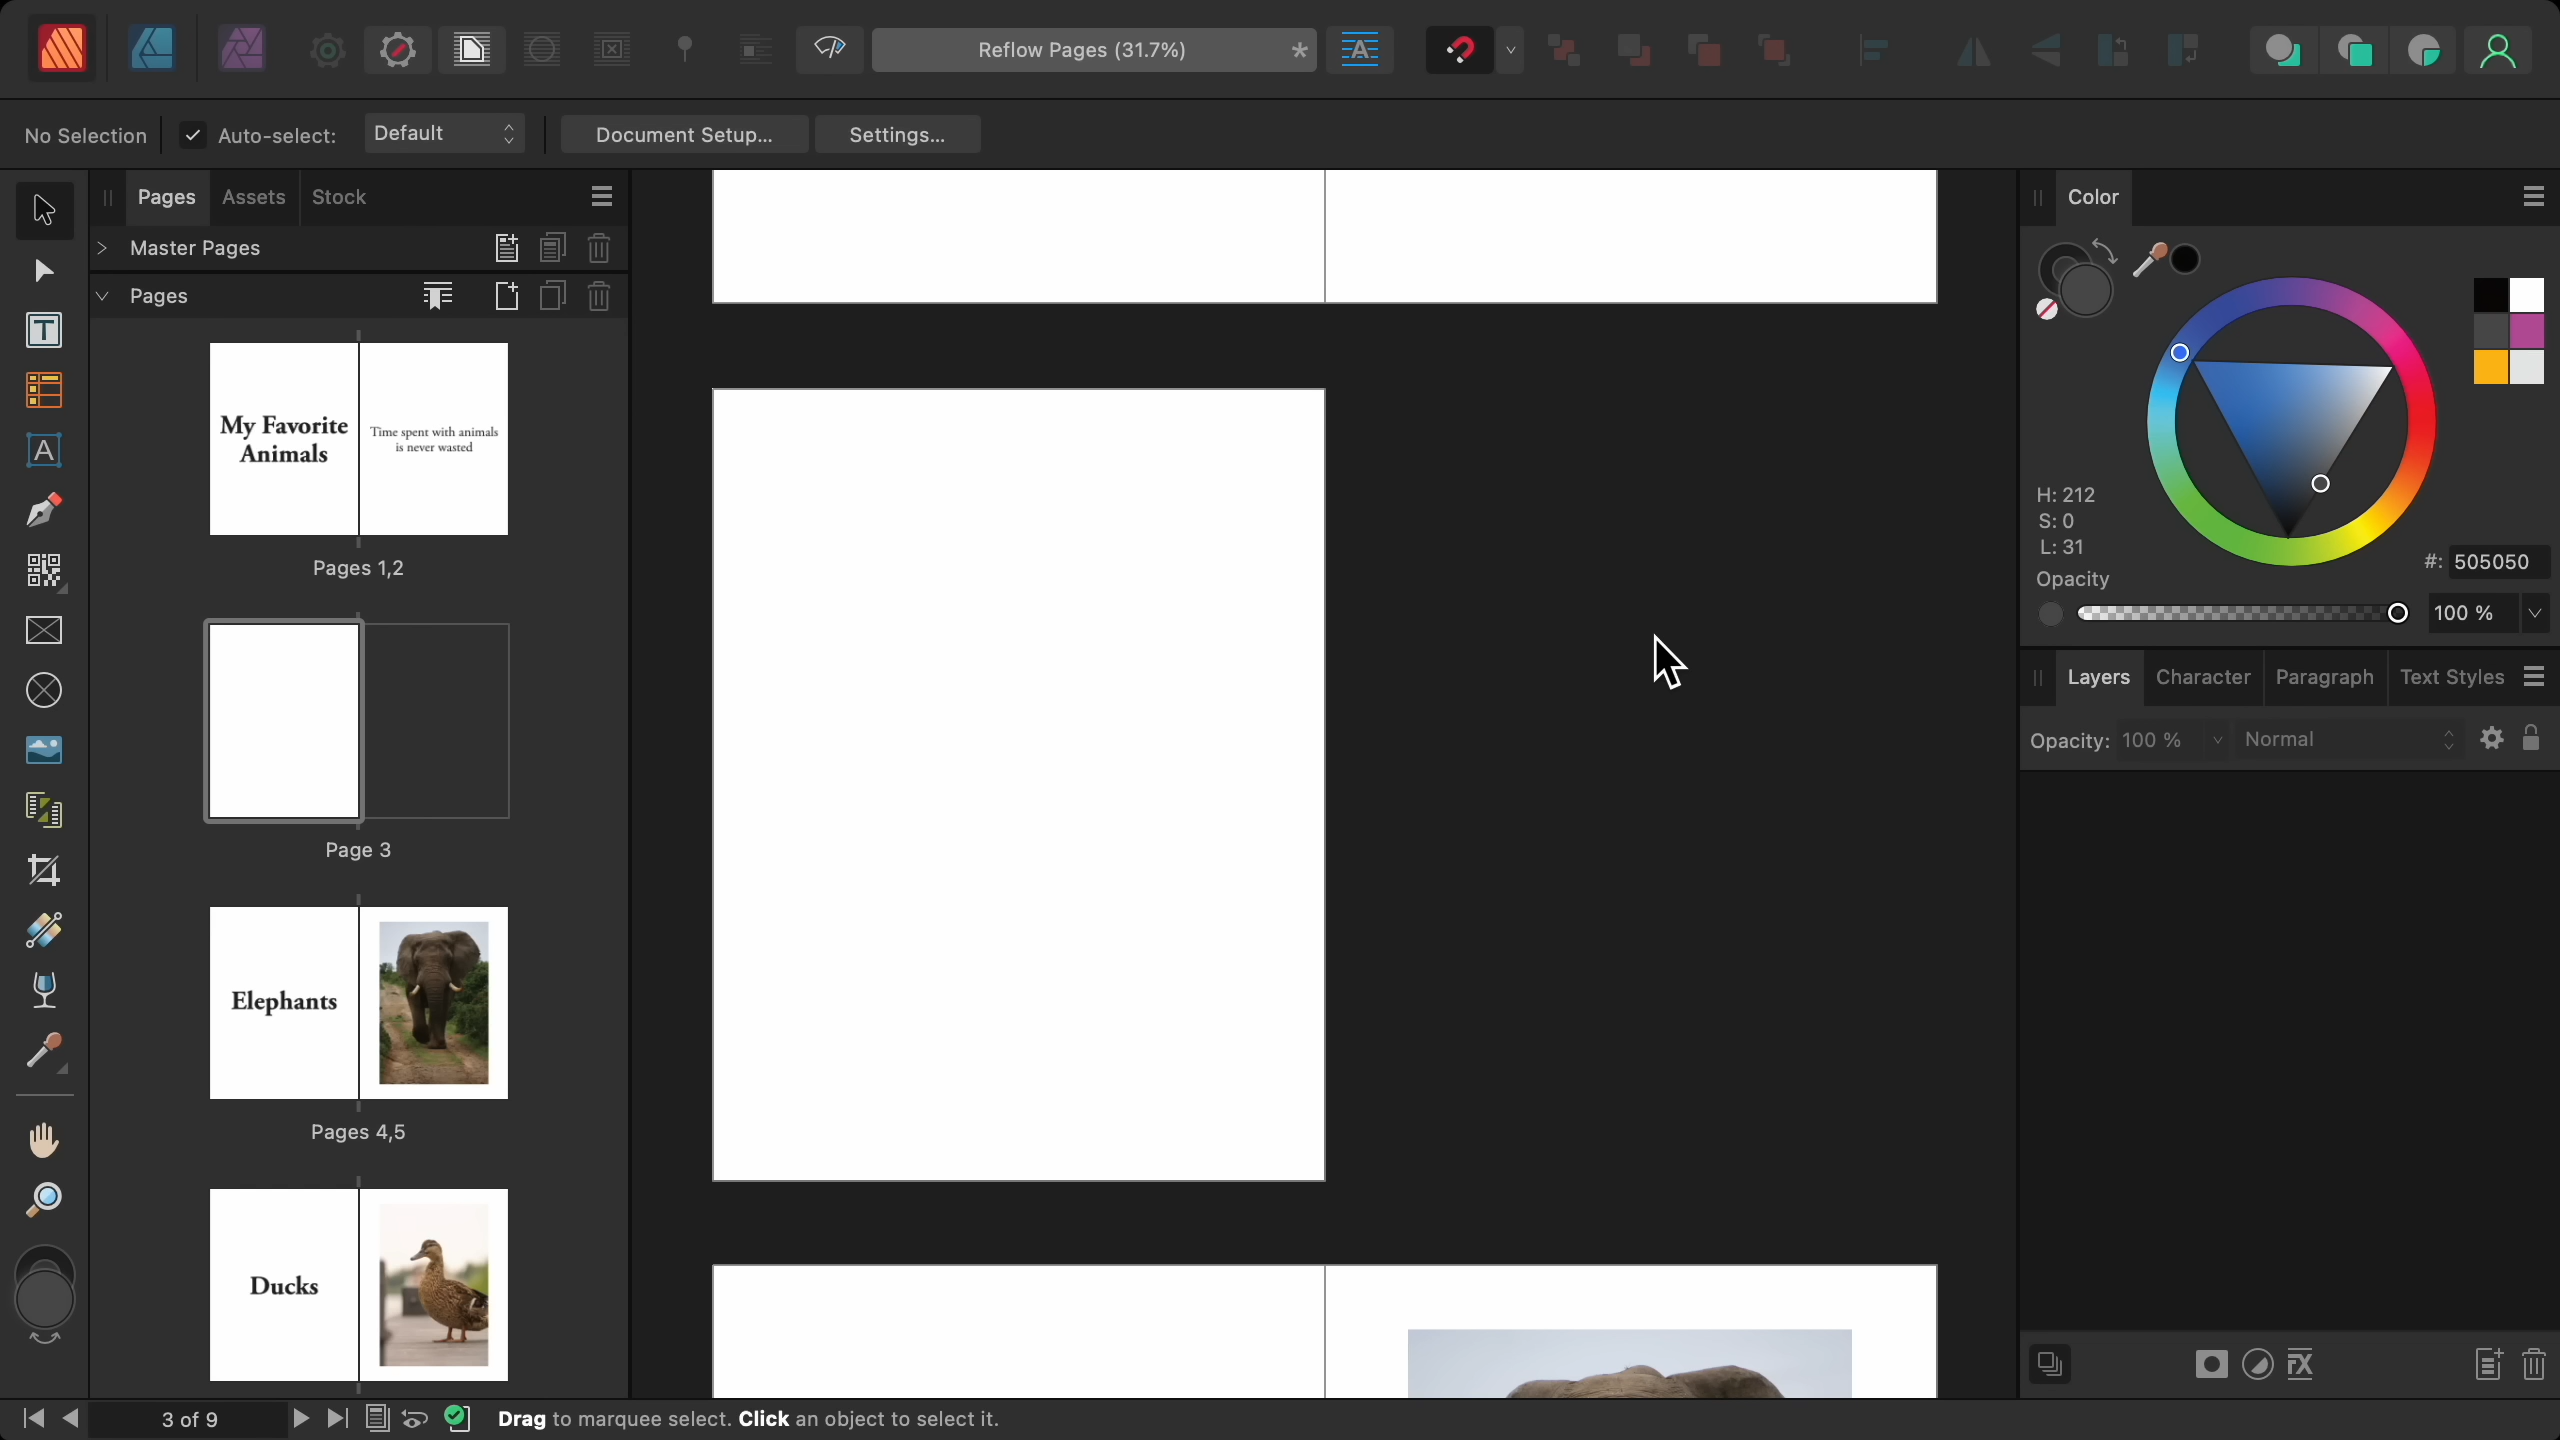 Reflow Pages (31.7%) *
No Selection Auto-select: Default Document Setup... Settings...
Pages Assets Stock
Master Pages
Pages
My Favorite
Animals
Time spent with animals
is never wasted
Pages 1,2
Page 3
Elephants
Pages 4,5
Ducks
3 of 9
Drag to marquee select. Click an object to select it.
Color
H: 212
S: 0
L: 31
#: 505050
Opacity
100 %
Layers Character Paragraph Text Styles
Opacity: 100 % Normal